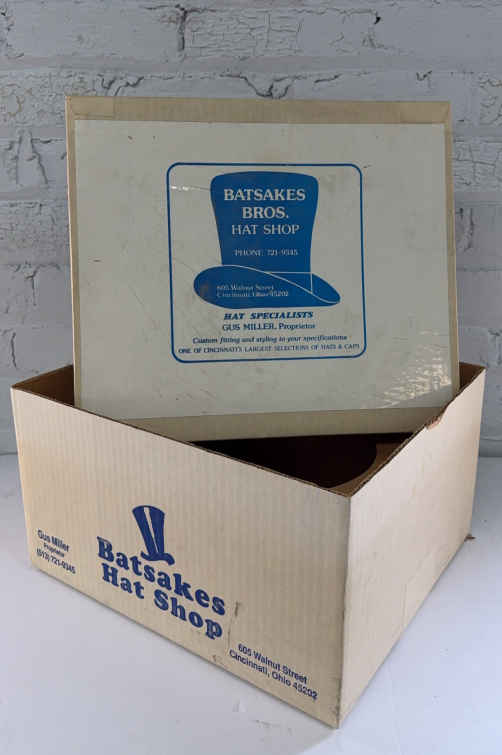 BATSAKES
BROS.
HAT SHOP
PHONE 721-9345
605 Walnut Street
Cincinnati Ohio 45202
HAT SPECIALISTS
GUS MILLER, Proprietor
Custom fitting and styling to your specifications
ONE OF CINCINNATI'S LARGEST SELECTIONS OF HATS & CAPS
Gus Miller
Proprietor
(513) 721-9345
Batsakes
Hat Shop
605 Walnut Street
Cincinnati, Ohio 45202